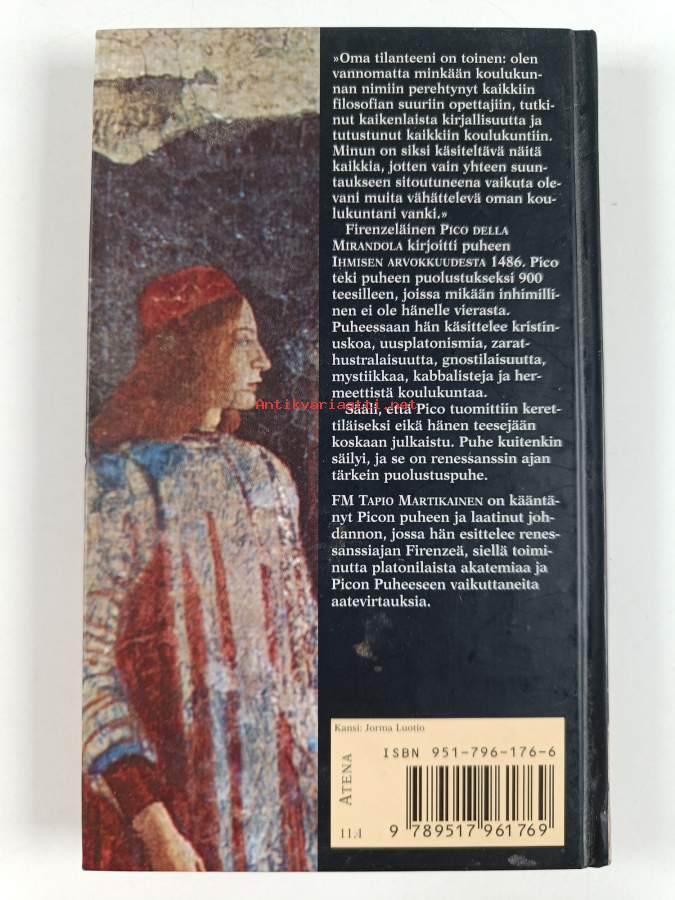 »Oma tilanteeni on toinen: olen
vannomatta minkään koulukun-
nan nimiin perehtynyt kaikkiin
filosofian suuriin opettajiin, tutki-
nut kaikenlaista kirjallisuutta ja
tutustunut kaikkiin koulukuntiin.
Minun on siksi käsiteltävä näitä
kaikkia, jotten vain yhteen suun-
taukseen sitoutuneena vaikuta ole-
vani muita vähättelevä oman kou-
lukuntani vanki.»
Firenzeläinen PICO DELLA
MIRANDOLA kirjoitti puheen
IHMISEN ARVOKKUUDESTA 1486. Pico
teki puheen puolustukseksi 900
teesilleen, joissa mikään inhimilli-
nen ei ole hänelle vierasta.
Puheessaan hän käsittelee kristin-
uskoa, uusplatonismia, zarat-
hustralaisuutta, gnostilaisuutta,
mystiikkaa, kabbalisteja ja her-
meettistä koulukuntaa.
Sääli, että Pico tuomittiin keret-
tiläiseksi eikä hänen teesejään
koskaan julkaistu. Puhe kuitenkin
säilyi, ja se on renessanssin ajan
tärkein puolustuspuhe.
FM TAPIO MARTIKAINEN on kääntä-
nyt Picon puheen ja laatinut joh-
dannon, jossa hän esittelee renes-
sanssiajan Firenzeä, siellä toimi-
nutta platonilaista akatemiaa ja
Picon Puheeseen vaikuttaneita
aatevirtauksia.
Antikvariaatti.net
Kansi: Jorma Luotio
ISBN 951-796-176-6
ATENA
11.4
9 789517 961769